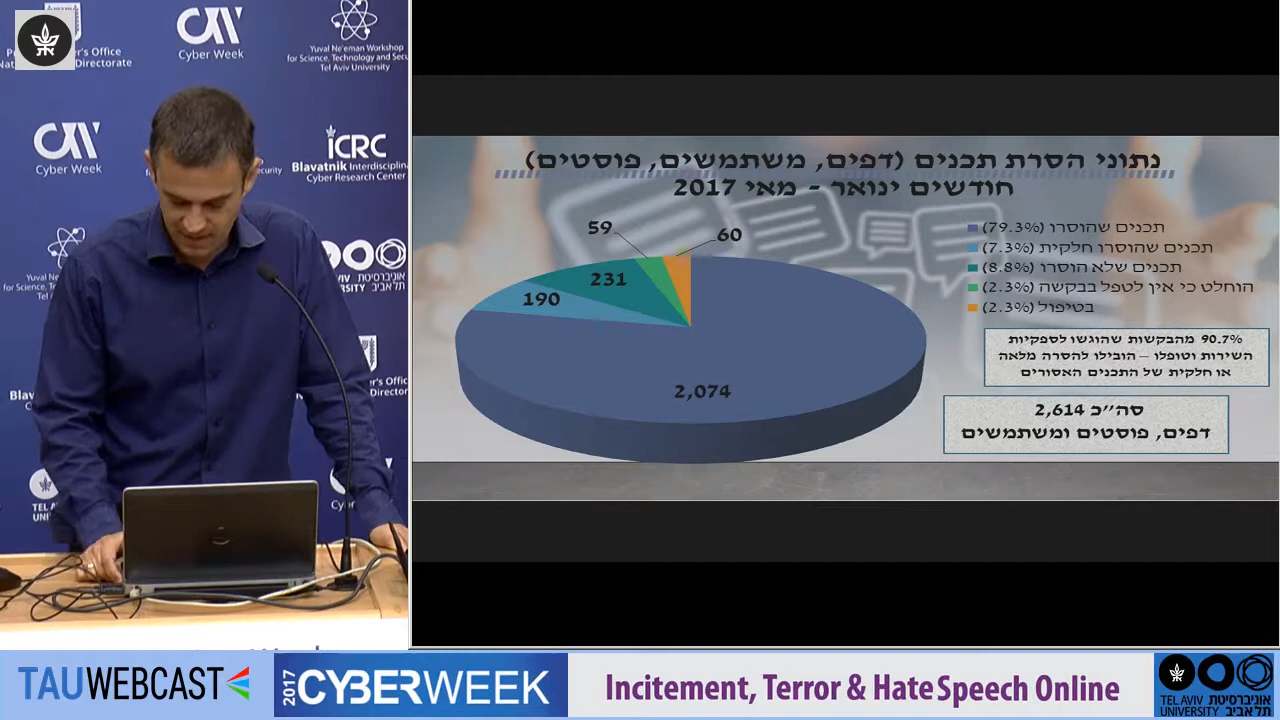 Cyber Week
Yuval Ne'eman Workshop
for Science, Technology and Secu
Tel Aviv University
Cyber Week
iCRC
Blavatnik Interdisciplina
Cyber Research Center
נתוני הסרת תכנים (דפים, משתמשים, פוסטים)
חודשים ינואר - מאי 2017
59
60
231
190
2,074
תכנים שהוסרו (79.3%)
תכנים שהוסרו חלקית (7.3%)
תכנים שלא הוסרו (8.8%)
הוחלט כי אין לטפל בבקשה (2.3%)
בטיפול (2.3%)
90.7% מהבקשות שהוגשו לספקיות
השירות וטופלו – הובילו להסרה מלאה
או חלקית של התכנים האסורים
סה"כ 2,614
דפים, פוסטים ומשתמשים
TAUWEBCAST
2017
CYBERWEEK
Incitement, Terror & Hate Speech Online
TEL AVIV אוניברסיטת
UNIVERSITY תל אביב